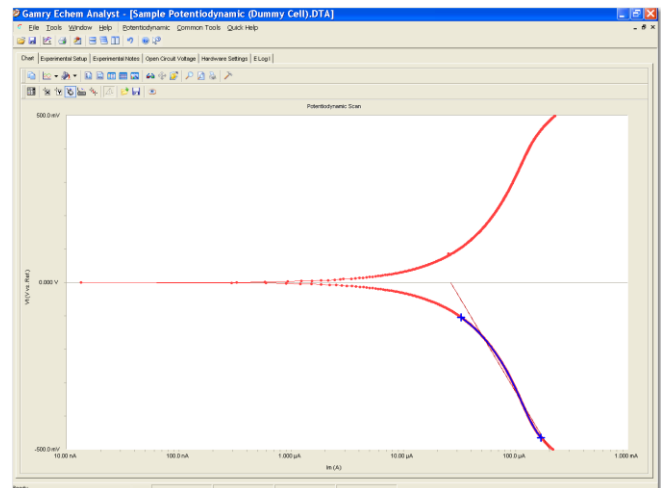 Gamry Echem Analyst - [Sample Potentiodynamic (Dummy Cell).DTA]
File Tools Window Help Potentiodynamic Common Tools Quick Help
Chart Experimental Setup Experimental Notes Open Circuit Voltage Hardware Settings E Log I
Potentiodynamic Scan
500.0 mV
0.000 V
-500.0 mV
Vf (V vs. Ref.)
10.00 nA 100.0 nA 1.000 µA 10.00 µA 100.0 µA 1.000 mA
Im (A)